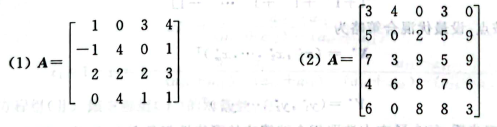 (1) A=
1 0 3 4
-1 4 0 1
2 2 2 3
0 4 1 1
(2) A=
3 4 0 3 0
5 0 2 5 9
7 3 9 5 9
4 6 8 7 6
6 0 8 8 3